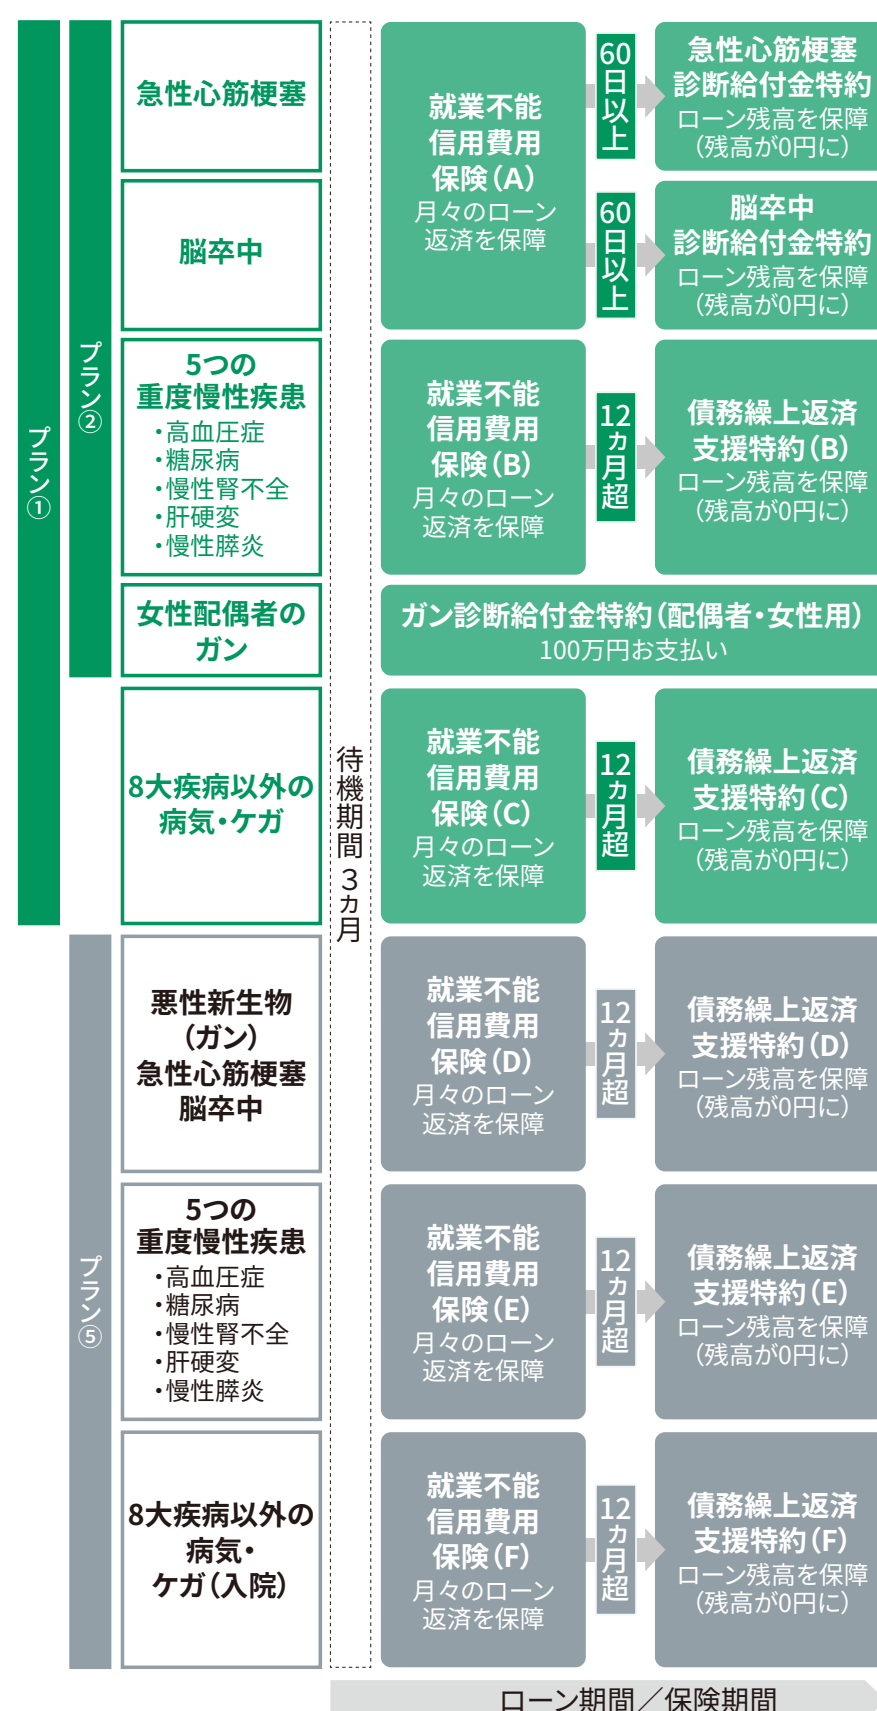 プラン①
プラン②
急性心筋梗塞
脳卒中
5つの
重度慢性疾患
・高血圧症
・糖尿病
・慢性腎不全
・肝硬変
・慢性膵炎
女性配偶者の
ガン
8大疾病以外の
病気・ケガ
待機期間3ヵ月
就業不能
信用費用
保険(A)
月々のローン
返済を保障
60日以上
急性心筋梗塞
診断給付金特約
ローン残高を保障
(残高が0円に)
60日以上
脳卒中
診断給付金特約
ローン残高を保障
(残高が0円に)
就業不能
信用費用
保険(B)
月々のローン
返済を保障
12ヵ月超
債務繰上返済
支援特約(B)
ローン残高を保障
(残高が0円に)
ガン診断給付金特約(配偶者・女性用)
100万円お支払い
就業不能
信用費用
保険(C)
月々のローン
返済を保障
12ヵ月超
債務繰上返済
支援特約(C)
ローン残高を保障
(残高が0円に)
プラン⑤
悪性新生物
(ガン)
急性心筋梗塞
脳卒中
就業不能
信用費用
保険(D)
月々のローン
返済を保障
12ヵ月超
債務繰上返済
支援特約(D)
ローン残高を保障
(残高が0円に)
5つの
重度慢性疾患
・高血圧症
・糖尿病
・慢性腎不全
・肝硬変
・慢性膵炎
就業不能
信用費用
保険(E)
月々のローン
返済を保障
12ヵ月超
債務繰上返済
支援特約(E)
ローン残高を保障
(残高が0円に)
8大疾病以外の
病気・
ケガ(入院)
就業不能
信用費用
保険(F)
月々のローン
返済を保障
12ヵ月超
債務繰上返済
支援特約(F)
ローン残高を保障
(残高が0円に)
ローン期間/保険期間